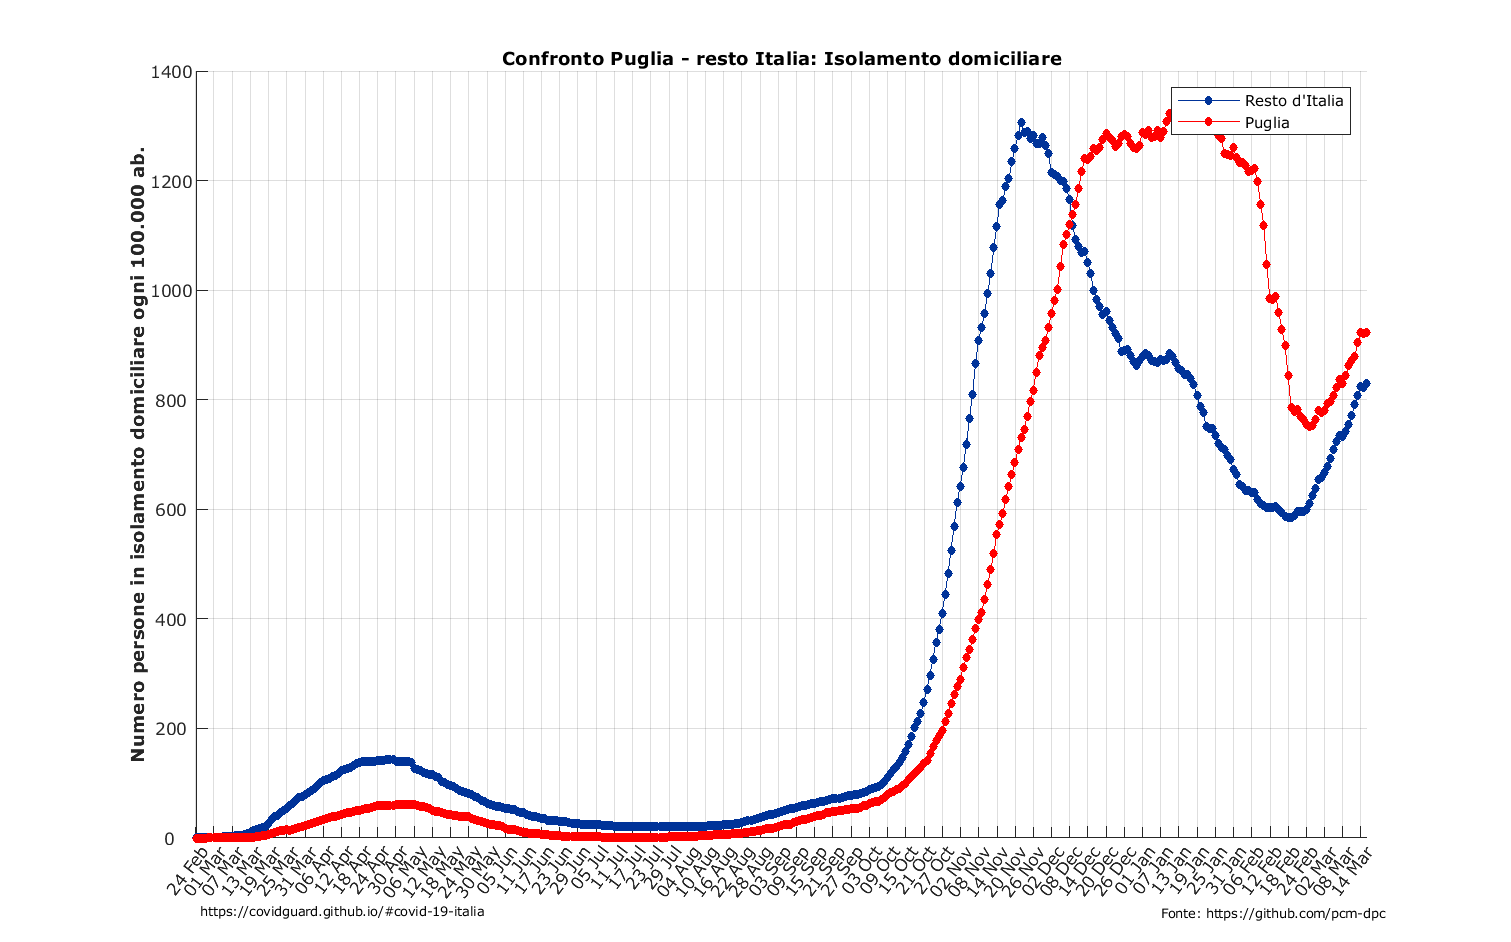 Confronto Puglia - resto Italia: Isolamento domiciliare
Numero persone in isolamento domiciliare ogni 100.000 ab.
1400
1200
1000
800
600
400
200
0
Resto d'Italia
Puglia
24 Feb
01 Mar
07 Mar
13 Mar
19 Mar
25 Mar
31 Mar
06 Apr
12 Apr
18 Apr
24 Apr
30 Apr
06 May
12 May
18 May
24 May
30 May
05 Jun
11 Jun
17 Jun
23 Jun
29 Jun
05 Jul
11 Jul
17 Jul
23 Jul
29 Jul
04 Aug
10 Aug
16 Aug
22 Aug
28 Aug
03 Sep
09 Sep
15 Sep
21 Sep
27 Sep
03 Oct
09 Oct
15 Oct
21 Oct
27 Oct
02 Nov
08 Nov
14 Nov
20 Nov
26 Nov
02 Dec
08 Dec
14 Dec
20 Dec
26 Dec
01 Jan
07 Jan
13 Jan
19 Jan
25 Jan
31 Jan
06 Feb
12 Feb
18 Feb
24 Feb
02 Mar
08 Mar
14 Mar
https://covidguard.github.io/#covid-19-italia
Fonte: https://github.com/pcm-dpc